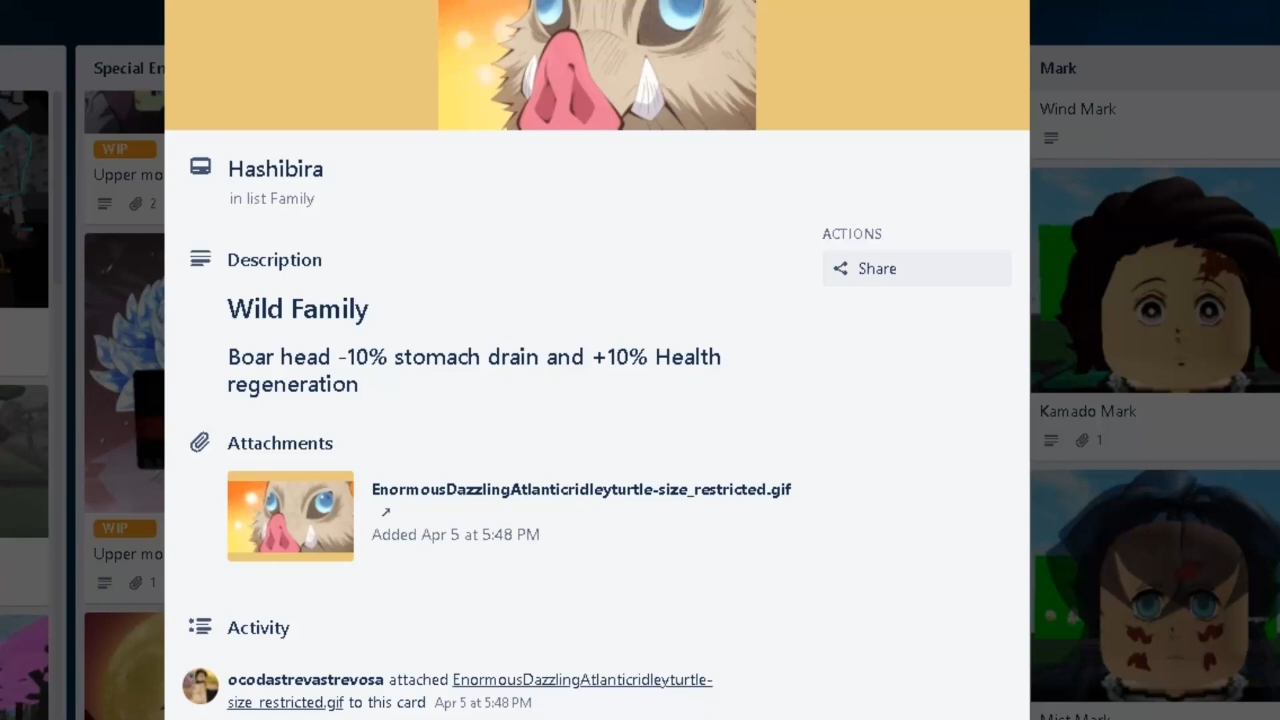 Special En
Mark
WIP
Upper mo
2
WIP
Upper mo
1
Hashibira
in list Family
ACTIONS
Share
Description
Wild Family
Boar head -10% stomach drain and +10% Health
regeneration
Attachments
EnormousDazzlingAtlanticridleyturtle-size_restricted.gif
↗
Added Apr 5 at 5:48 PM
Activity
ocodastrevastrevosa attached EnormousDazzlingAtlanticridleyturtle-
size_restricted.gif to this card Apr 5 at 5:48 PM
Wind Mark
Kamado Mark
1
Mist Mark